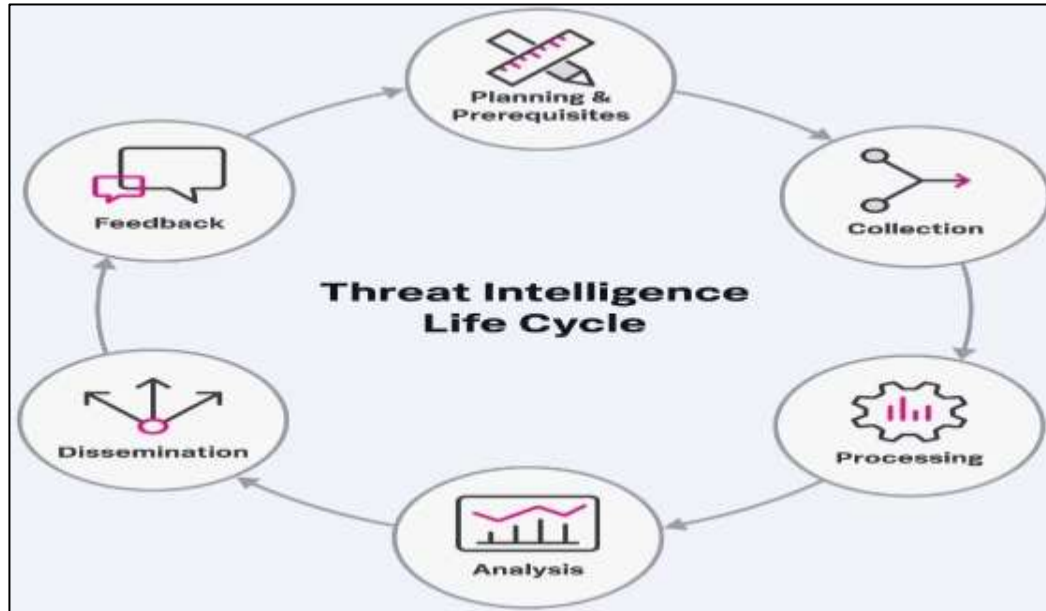 Planning &
Prerequisites
Collection
Processing
Analysis
Dissemination
Feedback
Threat Intelligence
Life Cycle